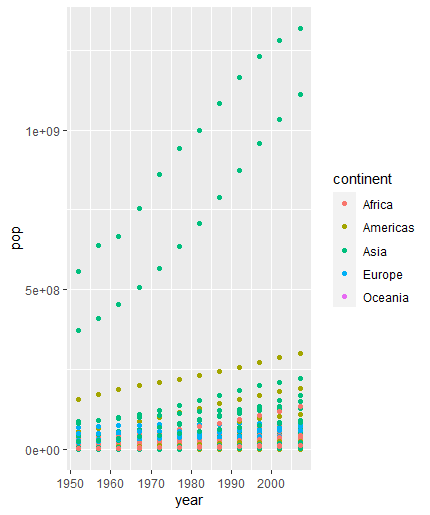 pop
1e+09
5e+08
0e+00
1950 1960 1970 1980 1990 2000
year
continent
Africa
Americas
Asia
Europe
Oceania